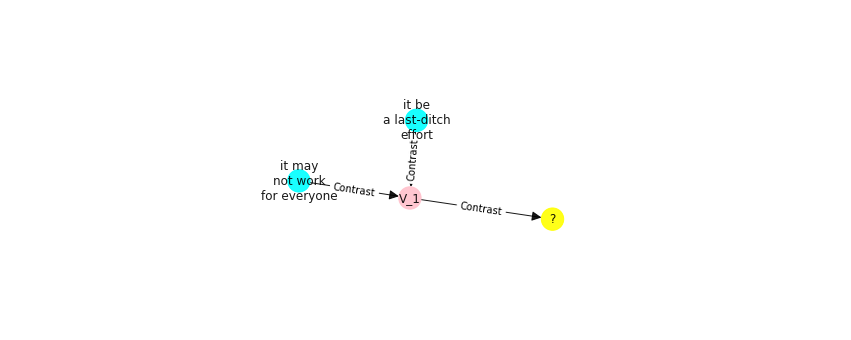 it be
a last-ditch
effort
Contrast
it may
not work
for everyone
Contrast
V_1
Contrast
?